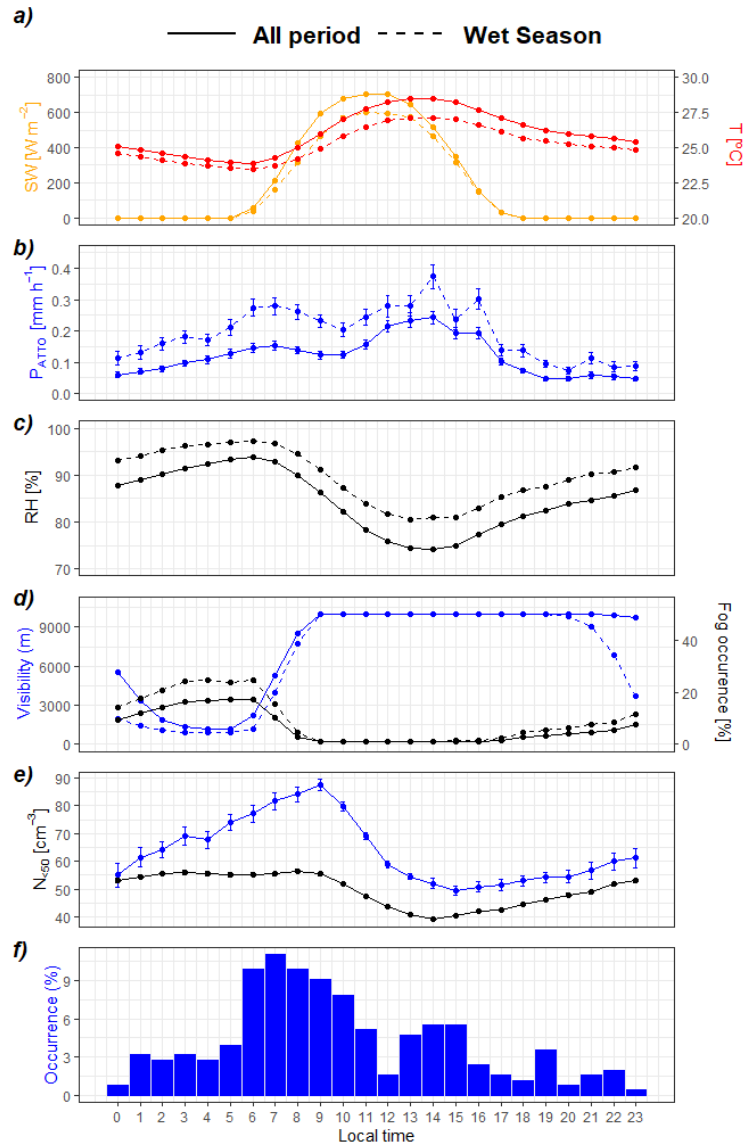 a)
All period Wet Season
SW [W m⁻²]
800
600
400
200
0
30.0
27.5
25.0
22.5
20.0
T [ºC]
b)
P_ATTO [mm h⁻¹]
0.4
0.3
0.2
0.1
0.0
c)
RH [%]
100
90
80
70
d)
Visibility (m)
9000
6000
3000
0
40
20
0
Fog occurence [%]
e)
N<50 [cm⁻³]
90
80
70
60
50
40
f)
Occurrence (%)
9
6
3
0
0 1 2 3 4 5 6 7 8 9 10 11 12 13 14 15 16 17 18 19 20 21 22 23
Local time